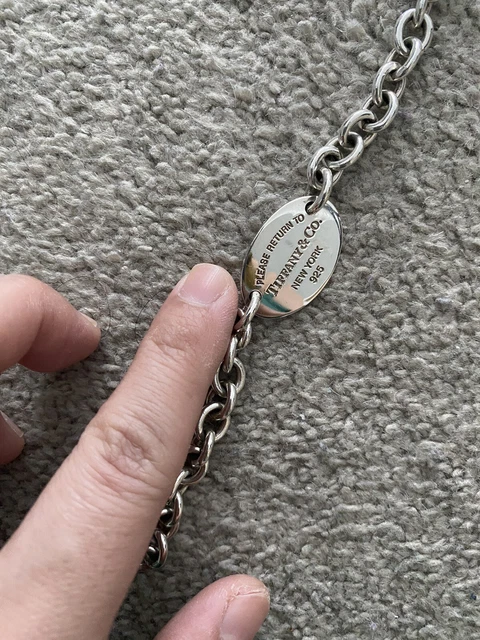 PLEASE RETURN TO
TIFFANY & CO.
NEW YORK
925